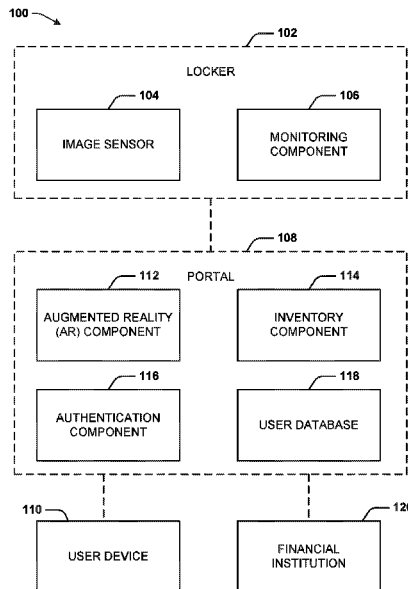 100
102
LOCKER
104
106
IMAGE SENSOR
MONITORING
COMPONENT
108
PORTAL
112
114
AUGMENTED REALITY
(AR) COMPONENT
INVENTORY
COMPONENT
116
118
AUTHENTICATION
COMPONENT
USER DATABASE
110
120
USER DEVICE
FINANCIAL
INSTITUTION